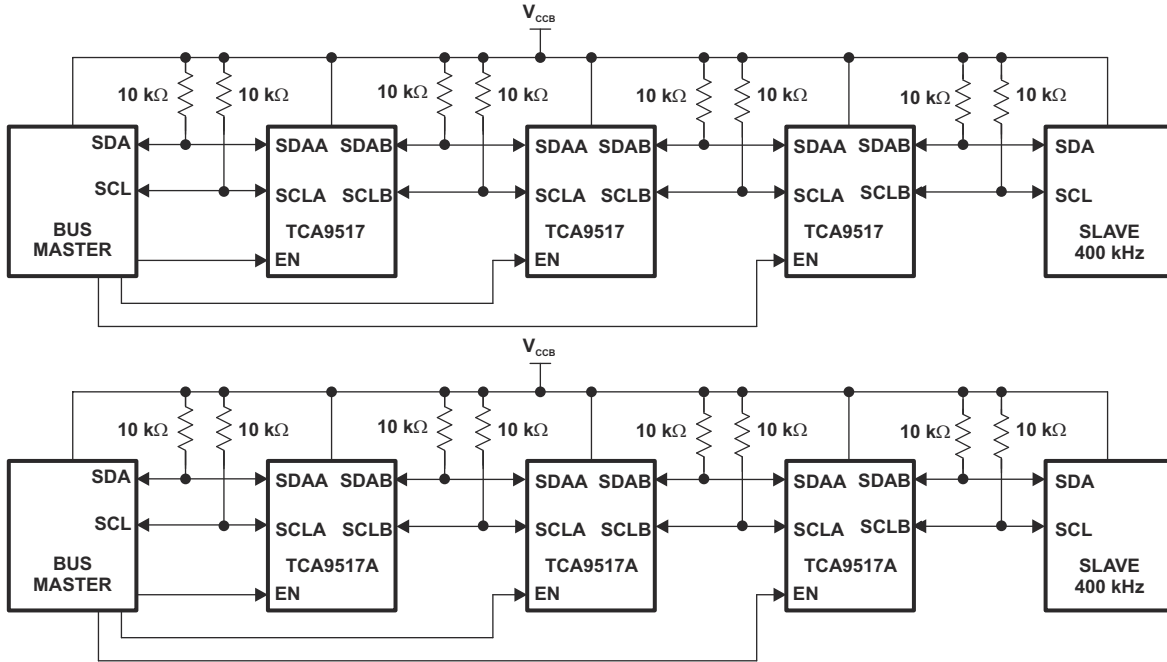 V_CCB
10 kΩ 10 kΩ 10 kΩ 10 kΩ 10 kΩ 10 kΩ 10 kΩ 10 kΩ
SDA SDAA SDAB SDAA SDAB SDAA SDAB SDA
SCL SCLA SCLB SCLA SCLB SCLA SCLB SCL
BUS MASTER TCA9517 TCA9517 TCA9517 SLAVE 400 kHz
EN EN EN
V_CCB
10 kΩ 10 kΩ 10 kΩ 10 kΩ 10 kΩ 10 kΩ 10 kΩ 10 kΩ
SDA SDAA SDAB SDAA SDAB SDAA SDAB SDA
SCL SCLA SCLB SCLA SCLB SCLA SCLB SCL
BUS MASTER TCA9517A TCA9517A TCA9517A SLAVE 400 kHz
EN EN EN